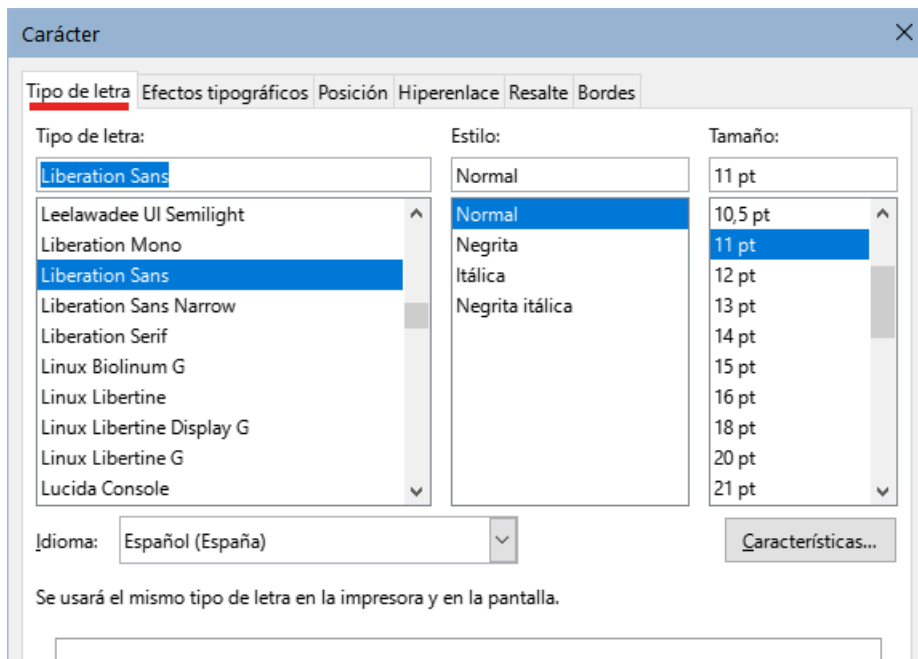 Carácter
Tipo de letra Efectos tipográficos Posición Hiperenlace Resalte Bordes
Tipo de letra: Estilo: Tamaño:
Liberation Sans Normal 11 pt
Leelawadee UI Semilight Normal 10,5 pt
Liberation Mono Negrita 11 pt
Liberation Sans Itálica 12 pt
Liberation Sans Narrow Negrita itálica 13 pt
Liberation Serif 14 pt
Linux Biolinum G 15 pt
Linux Libertine 16 pt
Linux Libertine Display G 18 pt
Linux Libertine G 20 pt
Lucida Console 21 pt
Idioma: Español (España) Características...
Se usará el mismo tipo de letra en la impresora y en la pantalla.